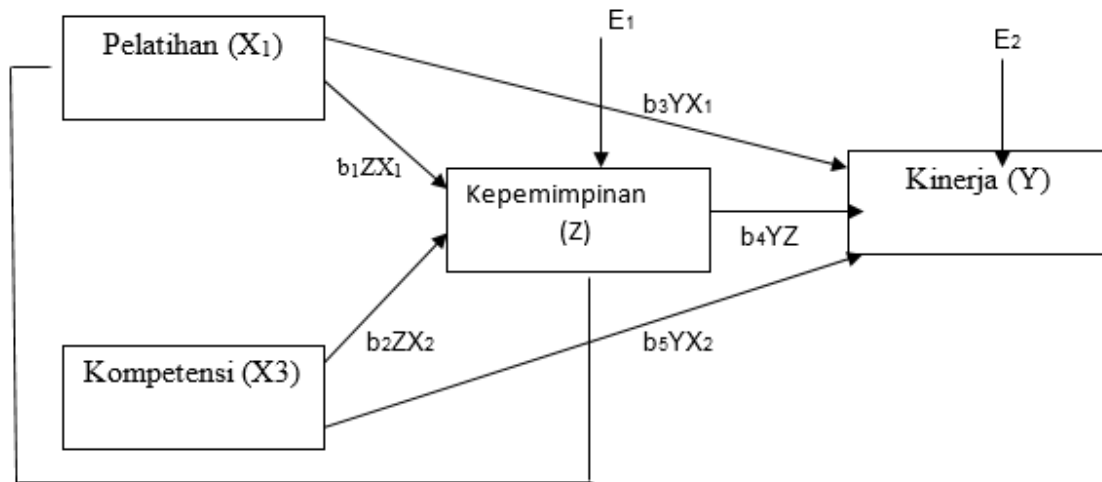 E₁
Pelatihan (X₁)
E₂
b₃YX₁
b₁ZX₁
Kinerja (Y)
Kepemimpinan
(Z)
b₄YZ
b₂ZX₂
b₅YX₂
Kompetensi (X3)